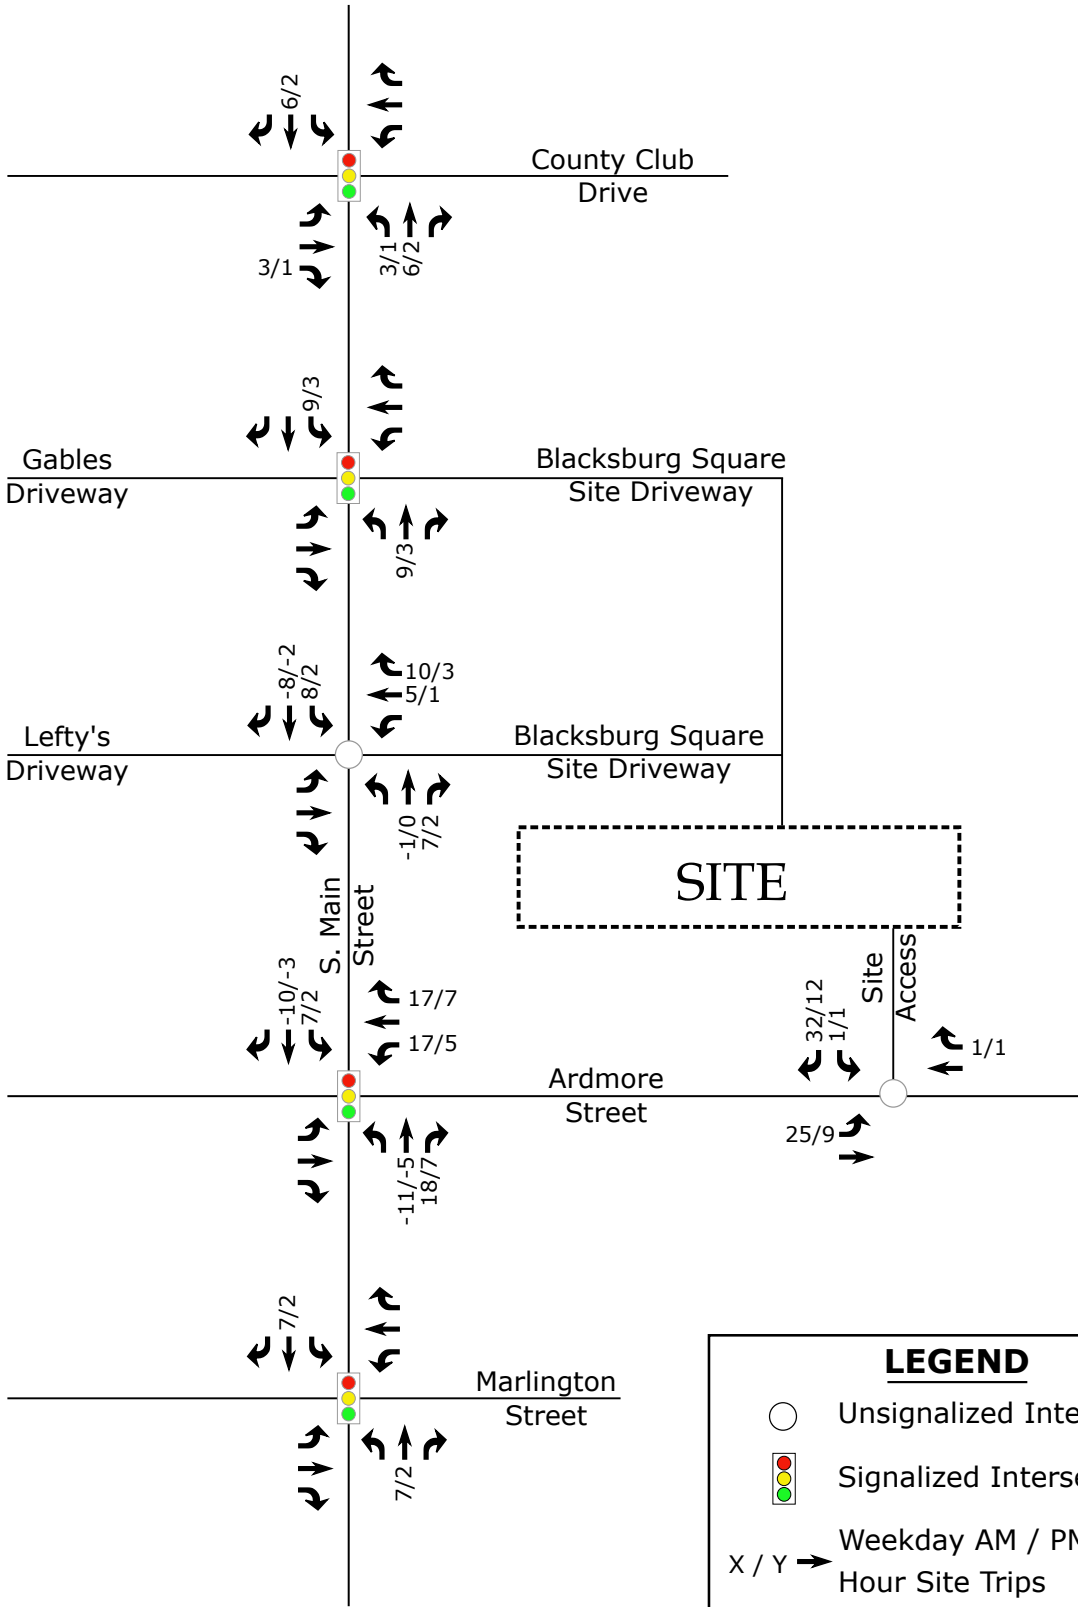 6/2
County Club
Drive
3/1
3/1
6/2
9/3
Gables
Driveway
Blacksburg Square
Site Driveway
9/3
-8/-2
8/2
10/3
5/1
Lefty's
Driveway
Blacksburg Square
Site Driveway
-1/0
7/2
SITE
S. Main
Street
Site
Access
-10/-3
7/2
17/7
17/5
32/12
1/1
1/1
Ardmore
Street
25/9
-11/-5
18/7
7/2
Marlington
Street
7/2
LEGEND
Unsignalized Inte
Signalized Interse
X / Y
Weekday AM / PM
Hour Site Trips